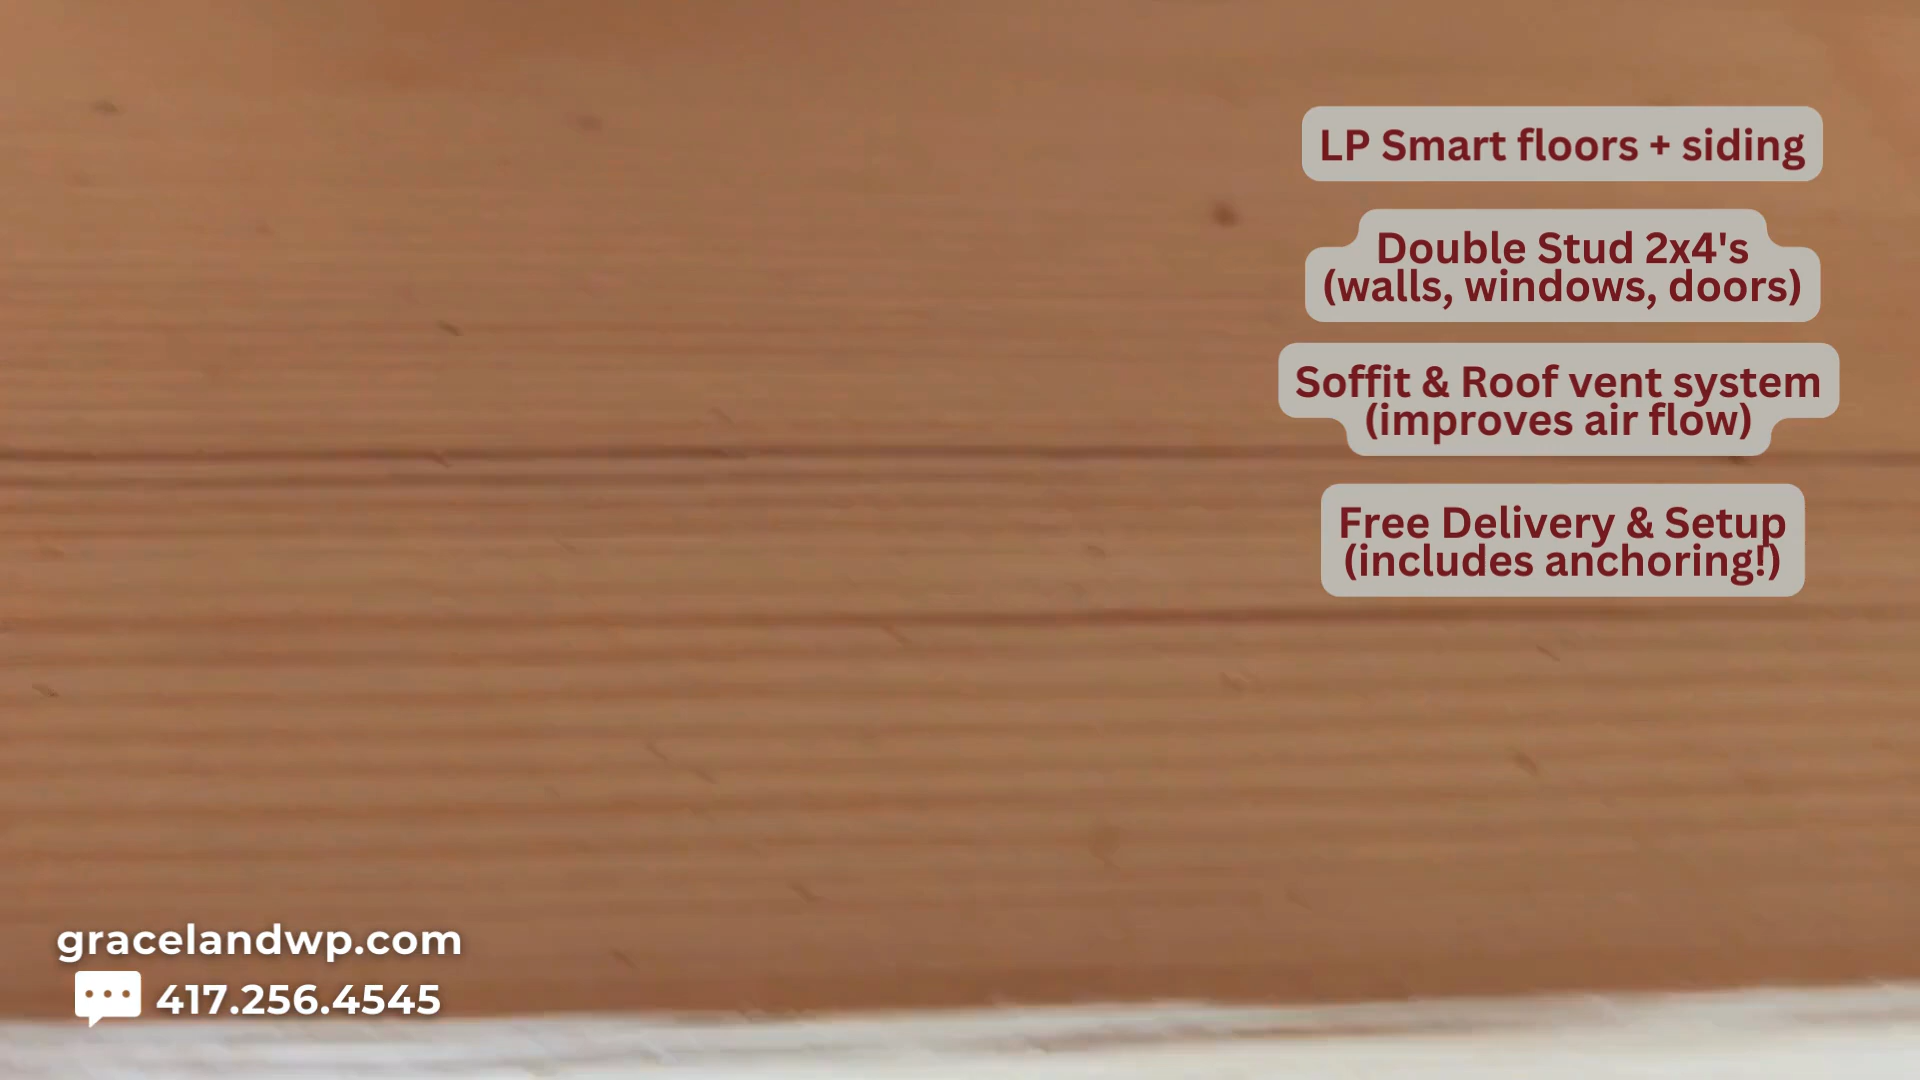 LP Smart floors + siding
Double Stud 2x4's
(walls, windows, doors)
Soffit & Roof vent system
(improves air flow)
Free Delivery & Setup
(includes anchoring!)
gracelandwp.com
417.256.4545